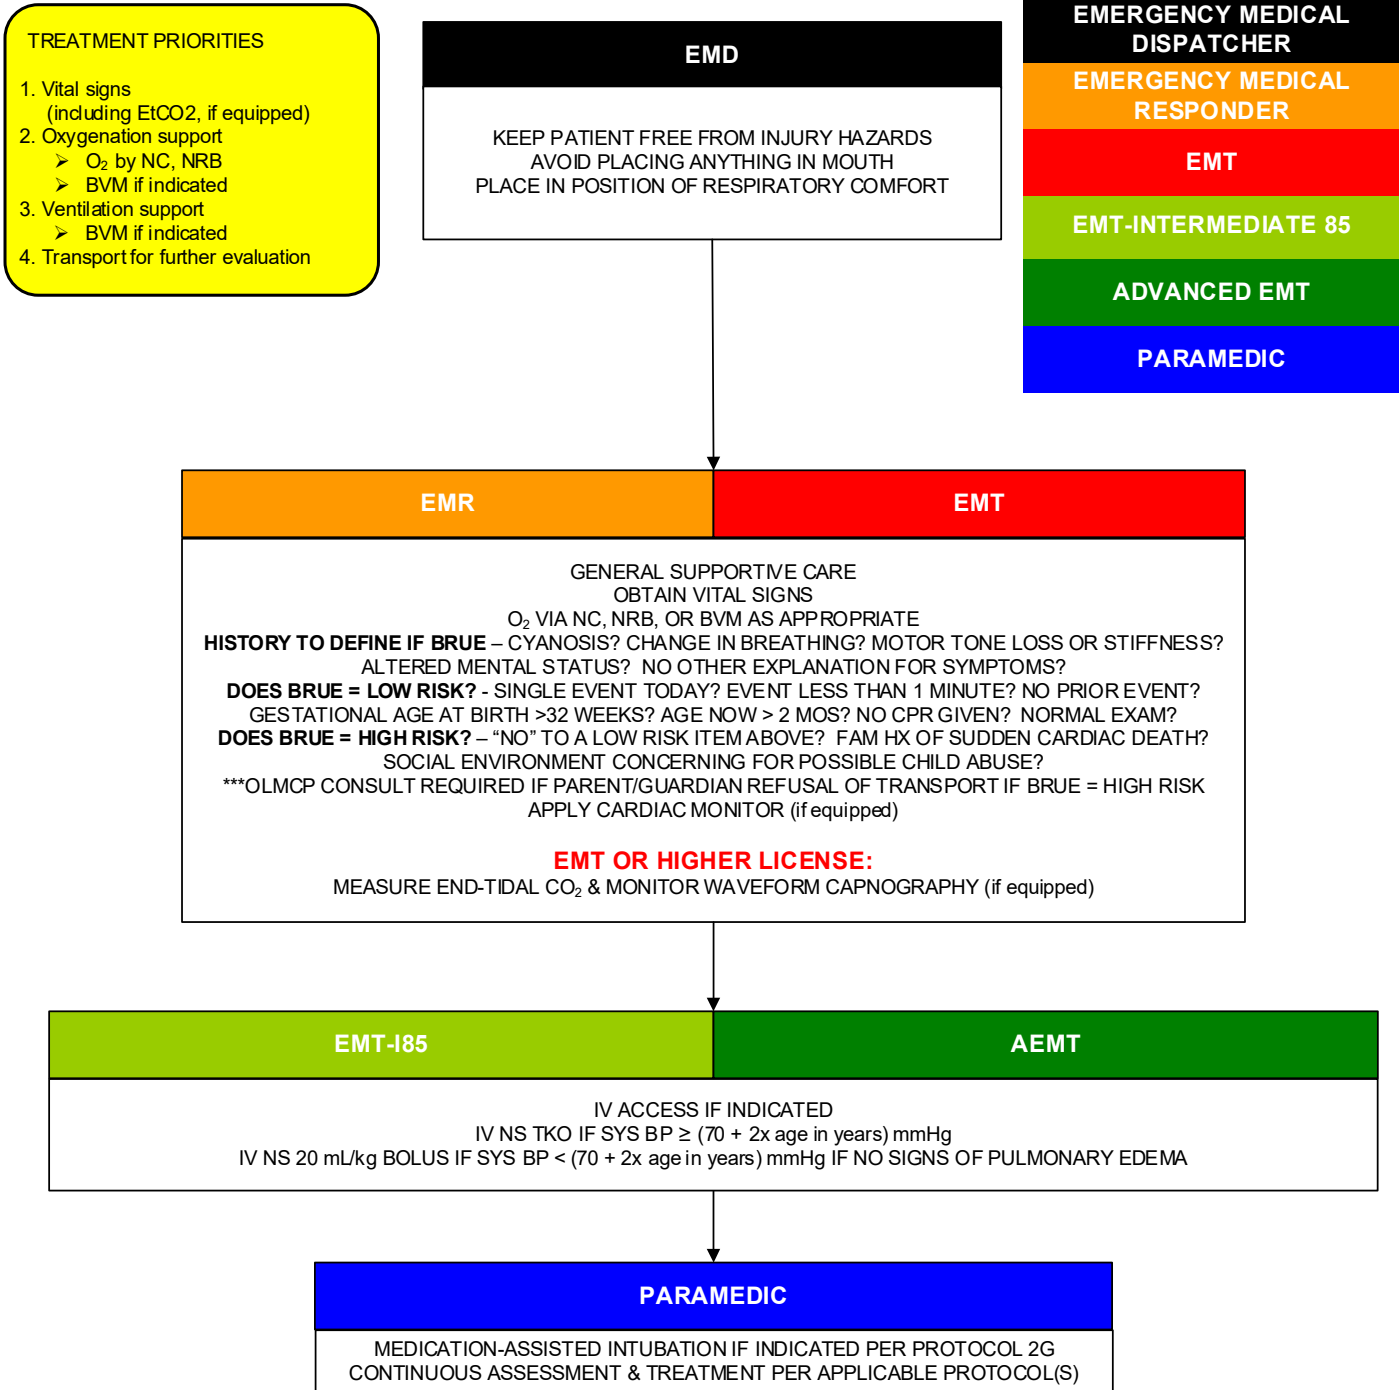 TREATMENT PRIORITIES
1. Vital signs
(including EtCO2, if equipped)
2. Oxygenation support
➢ O₂ by NC, NRB
➢ BVM if indicated
3. Ventilation support
➢ BVM if indicated
4. Transport for further evaluation
EMD
KEEP PATIENT FREE FROM INJURY HAZARDS
AVOID PLACING ANYTHING IN MOUTH
PLACE IN POSITION OF RESPIRATORY COMFORT
EMERGENCY MEDICAL
DISPATCHER
EMERGENCY MEDICAL
RESPONDER
EMT
EMT-INTERMEDIATE 85
ADVANCED EMT
PARAMEDIC
EMR
EMT
GENERAL SUPPORTIVE CARE
OBTAIN VITAL SIGNS
O₂ VIA NC, NRB, OR BVM AS APPROPRIATE
HISTORY TO DEFINE IF BRUE – CYANOSIS? CHANGE IN BREATHING? MOTOR TONE LOSS OR STIFFNESS?
ALTERED MENTAL STATUS? NO OTHER EXPLANATION FOR SYMPTOMS?
DOES BRUE = LOW RISK? - SINGLE EVENT TODAY? EVENT LESS THAN 1 MINUTE? NO PRIOR EVENT?
GESTATIONAL AGE AT BIRTH >32 WEEKS? AGE NOW > 2 MOS? NO CPR GIVEN? NORMAL EXAM?
DOES BRUE = HIGH RISK? – “NO” TO A LOW RISK ITEM ABOVE? FAM HX OF SUDDEN CARDIAC DEATH?
SOCIAL ENVIRONMENT CONCERNING FOR POSSIBLE CHILD ABUSE?
***OLMCP CONSULT REQUIRED IF PARENT/GUARDIAN REFUSAL OF TRANSPORT IF BRUE = HIGH RISK
APPLY CARDIAC MONITOR (if equipped)
EMT OR HIGHER LICENSE:
MEASURE END-TIDAL CO₂ & MONITOR WAVEFORM CAPNOGRAPHY (if equipped)
EMT-I85
AEMT
IV ACCESS IF INDICATED
IV NS TKO IF SYS BP ≥ (70 + 2x age in years) mmHg
IV NS 20 mL/kg BOLUS IF SYS BP < (70 + 2x age in years) mmHg IF NO SIGNS OF PULMONARY EDEMA
PARAMEDIC
MEDICATION-ASSISTED INTUBATION IF INDICATED PER PROTOCOL 2G
CONTINUOUS ASSESSMENT & TREATMENT PER APPLICABLE PROTOCOL(S)